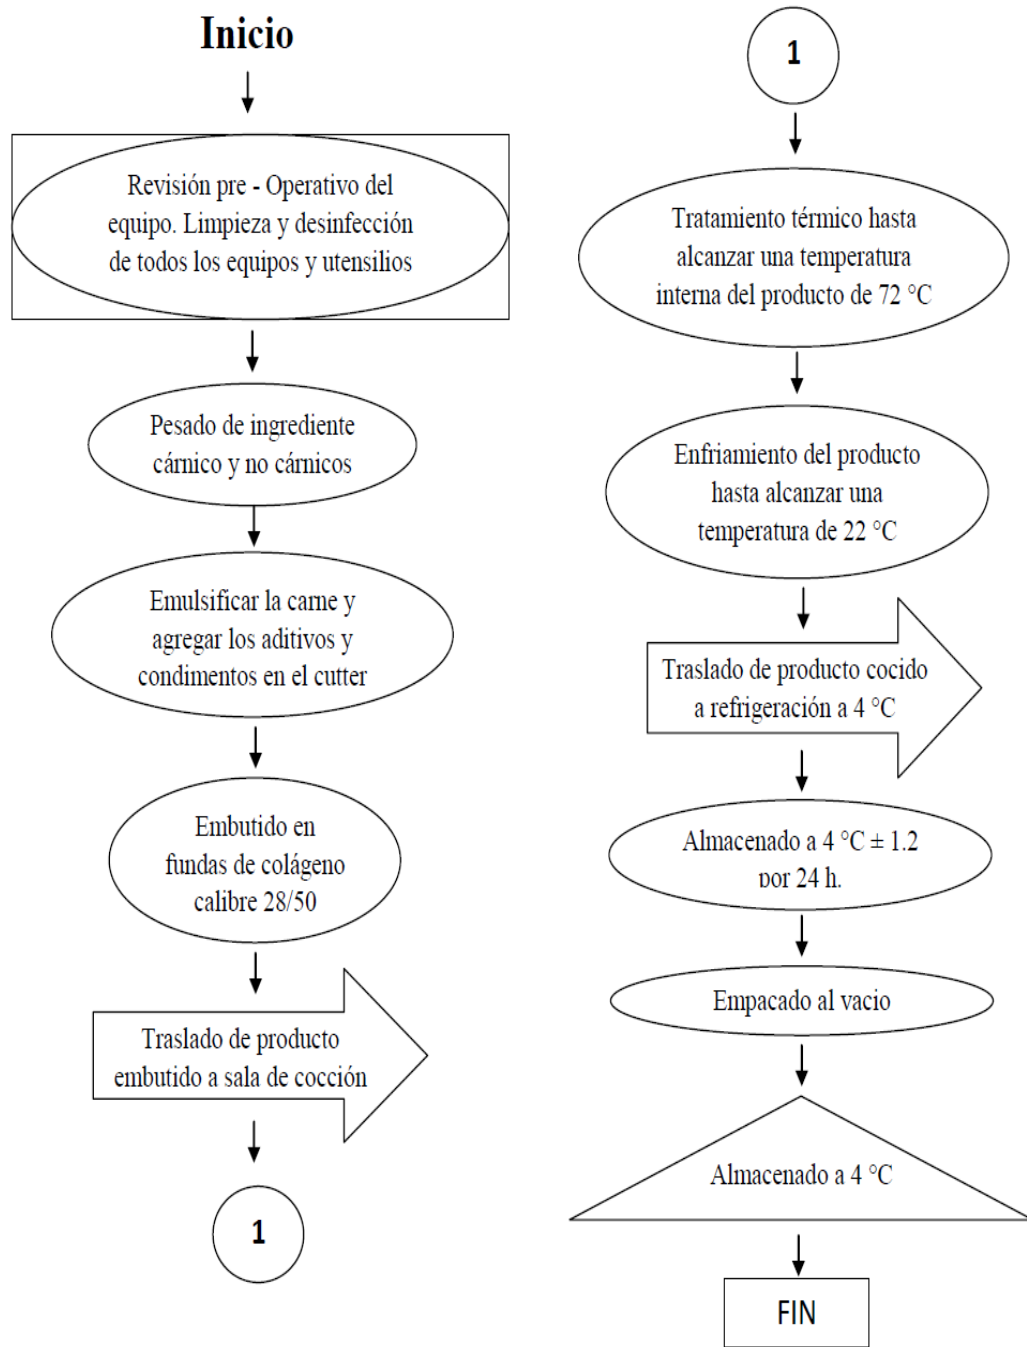 Inicio
Revisión pre - Operativo del
equipo. Limpieza y desinfección
de todos los equipos y utensilios
Pesado de ingrediente
cárnico y no cárnicos
Emulsificar la carne y
agregar los aditivos y
condimentos en el cutter
Embutido en
fundas de colágeno
calibre 28/50
Traslado de producto
embutido a sala de cocción
1
1
Tratamiento térmico hasta
alcanzar una temperatura
interna del producto de 72 °C
Enfriamiento del producto
hasta alcanzar una
temperatura de 22 °C
Traslado de producto cocido
a refrigeración a 4 °C
Almacenado a 4 °C ± 1.2
por 24 h.
Empacado al vacio
Almacenado a 4 °C
FIN